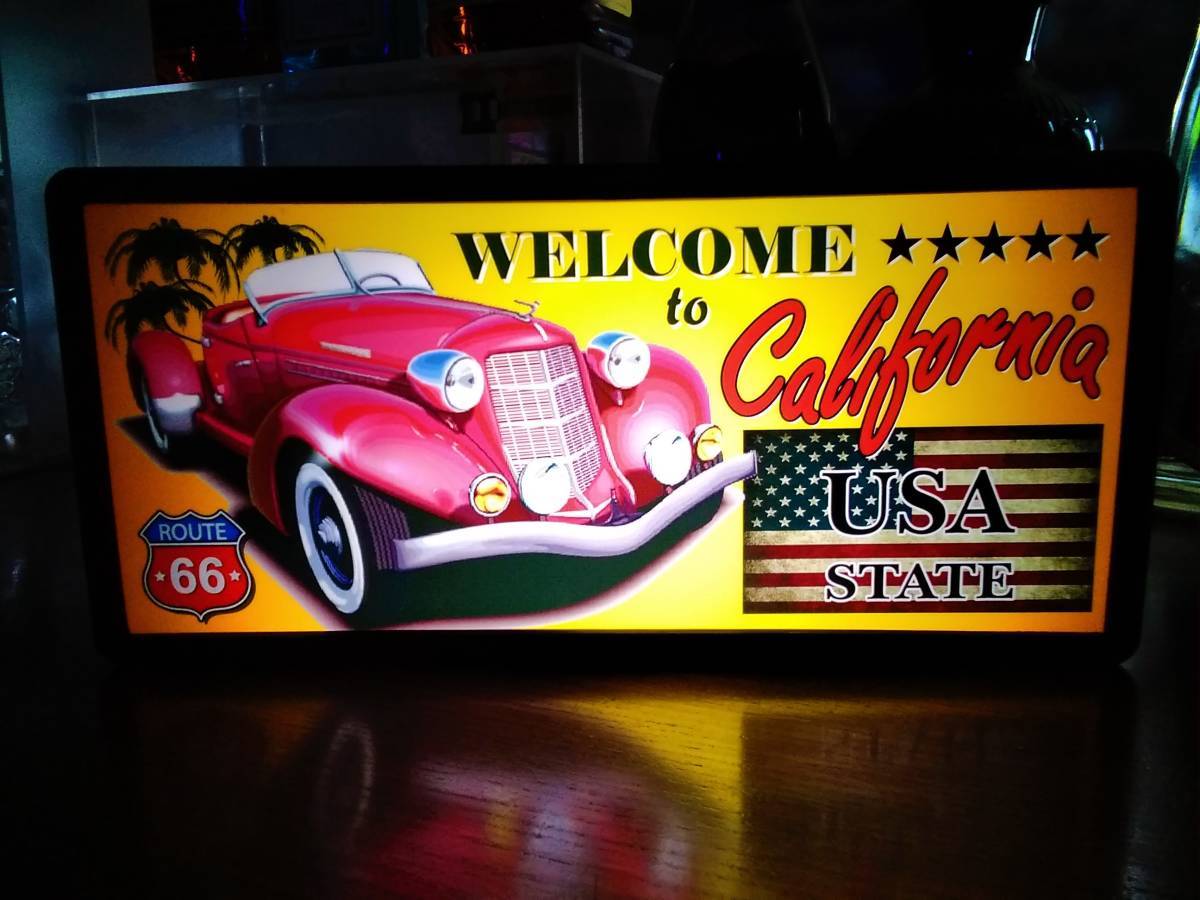 WELCOME
to
California
USA
STATE
ROUTE
66